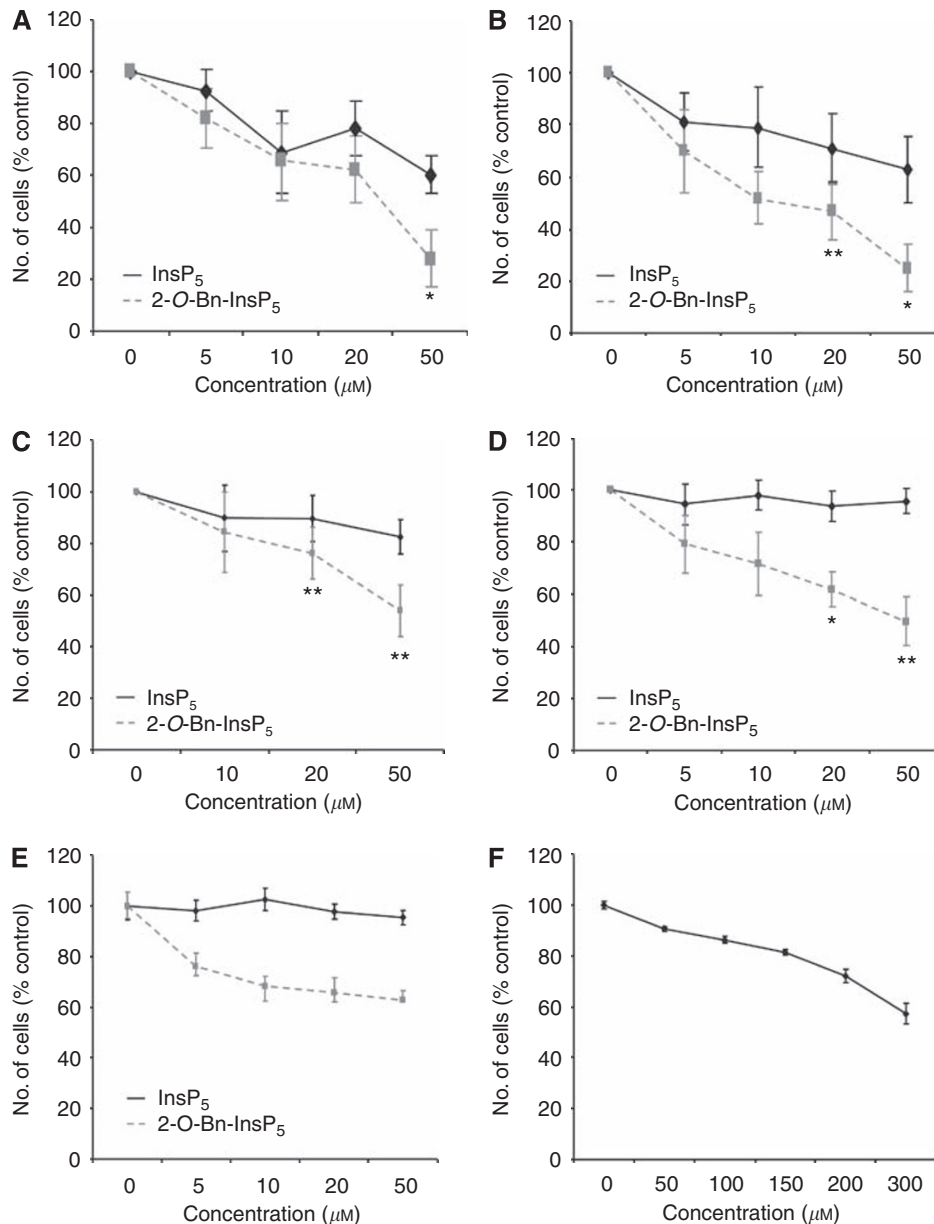 A
No. of cells (% control)
120
100
80
60
40
20
0
InsP5
2-O-Bn-InsP5
*
0 5 10 20 50
Concentration (μM)
B
No. of cells (% control)
120
100
80
60
40
20
0
InsP5
2-O-Bn-InsP5
**
*
0 5 10 20 50
Concentration (μM)
C
No. of cells (% control)
120
100
80
60
40
20
0
InsP5
2-O-Bn-InsP5
**
**
0 10 20 50
Concentration (μM)
D
No. of cells (% control)
120
100
80
60
40
20
0
InsP5
2-O-Bn-InsP5
*
**
0 5 10 20 50
Concentration (μM)
E
No. of cells (% control)
120
100
80
60
40
20
0
InsP5
2-O-Bn-InsP5
0 5 10 20 50
Concentration (μM)
F
No. of cells (% control)
120
100
80
60
40
20
0
0 50 100 150 200 300
Concentration (μM)